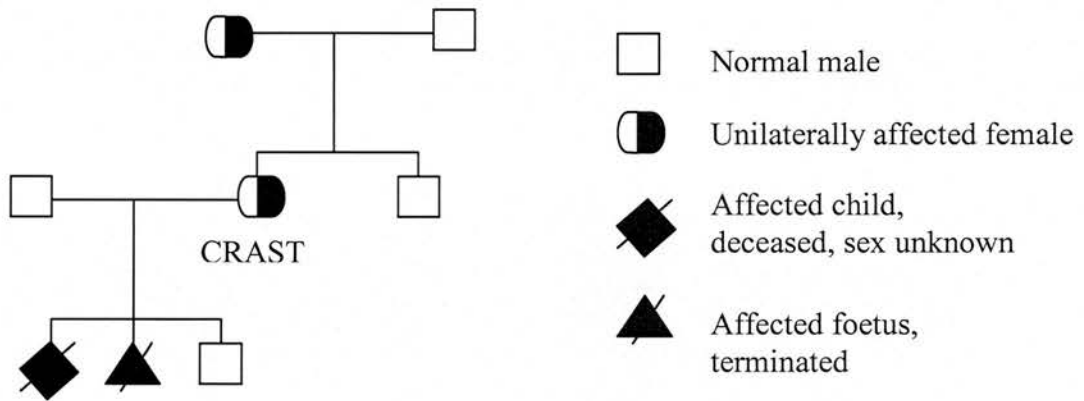 Normal male
Unilaterally affected female
CRAST
Affected child,
deceased, sex unknown
Affected foetus,
terminated